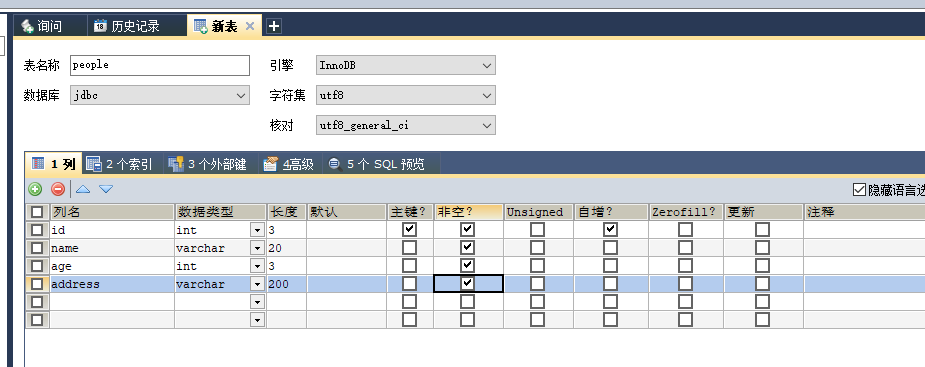 询问 历史记录 新表
表名称 people 引擎 InnoDB
数据库 jdbc 字符集 utf8
核对 utf8_general_ci
1 列 2 个索引 3 个外部键 4高级 5 个 SQL 预览
隐藏语言选
列名 数据类型 长度 默认 主键? 非空? Unsigned 自增? Zerofill? 更新 注释
id int 3
name varchar 20
age int 3
address varchar 200